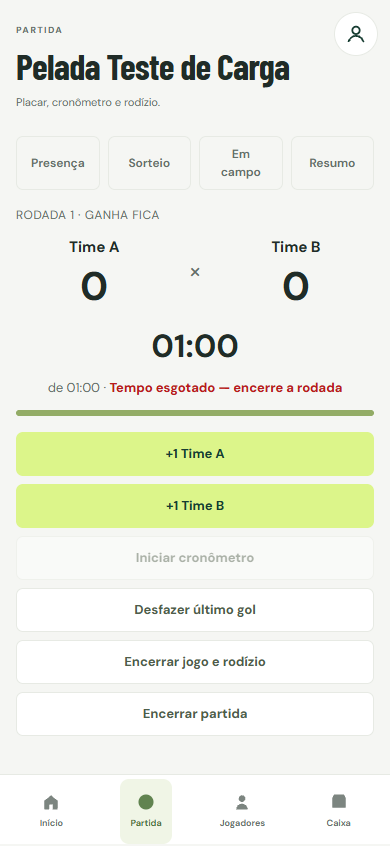 PARTIDA
Pelada Teste de Carga
Placar, cronômetro e rodízio.
Presença
Sorteio
Em
campo
Resumo
RODADA 1 · GANHA FICA
Time A
Time B
0
×
0
01:00
de 01:00 · Tempo esgotado — encerre a rodada
+1 Time A
+1 Time B
Iniciar cronômetro
Desfazer último gol
Encerrar jogo e rodízio
Encerrar partida
Início
Partida
Jogadores
Caixa